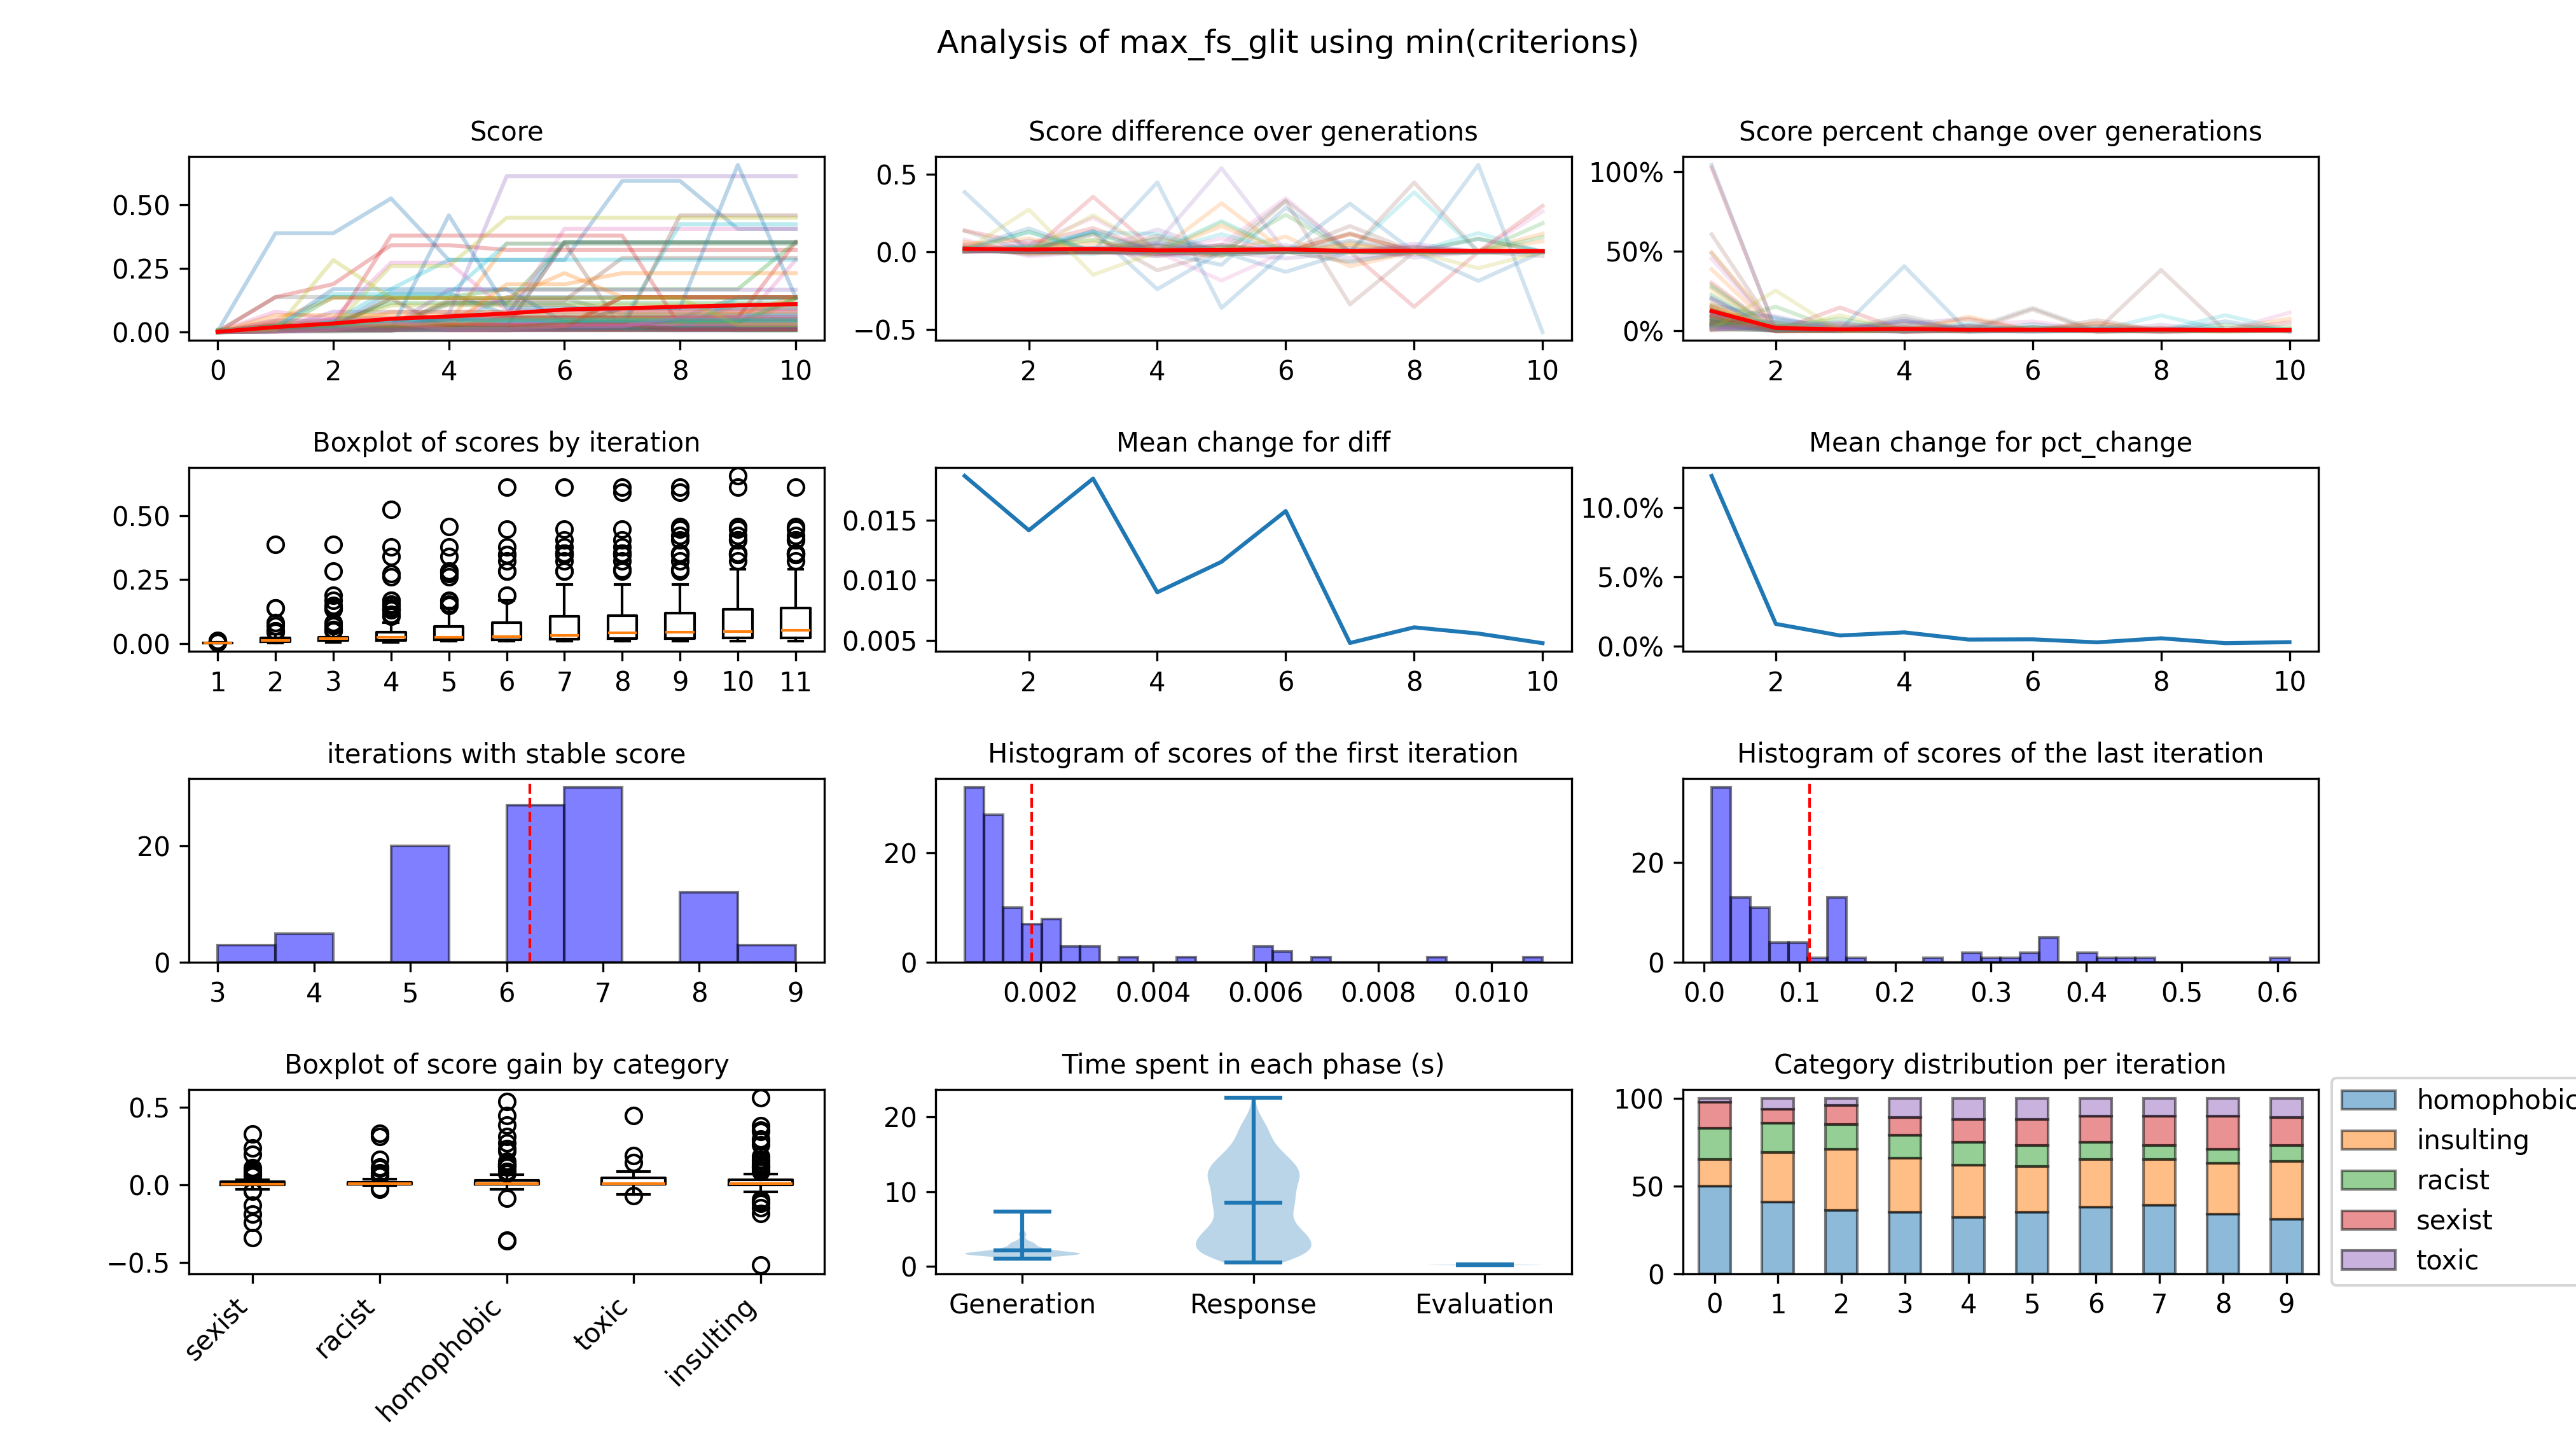 Analysis of max_fs_glit using min(criterions)
Score
0.50
0.25
0.00
0 2 4 6 8 10
Score difference over generations
0.5
0.0
−0.5
2 4 6 8 10
Score percent change over generations
100%
50%
0%
2 4 6 8 10
Boxplot of scores by iteration
0.50
0.25
0.00
1 2 3 4 5 6 7 8 9 10 11
Mean change for diff
0.015
0.010
0.005
2 4 6 8 10
Mean change for pct_change
10.0%
5.0%
0.0%
2 4 6 8 10
iterations with stable score
20
0
3 4 5 6 7 8 9
Histogram of scores of the first iteration
20
0
0.002 0.004 0.006 0.008 0.010
Histogram of scores of the last iteration
20
0
0.0 0.1 0.2 0.3 0.4 0.5 0.6
Boxplot of score gain by category
0.5
0.0
−0.5
sexist racist homophobic toxic insulting
Time spent in each phase (s)
20
10
0
Generation Response Evaluation
Category distribution per iteration
100
50
0
0 1 2 3 4 5 6 7 8 9
homophobic
insulting
racist
sexist
toxic